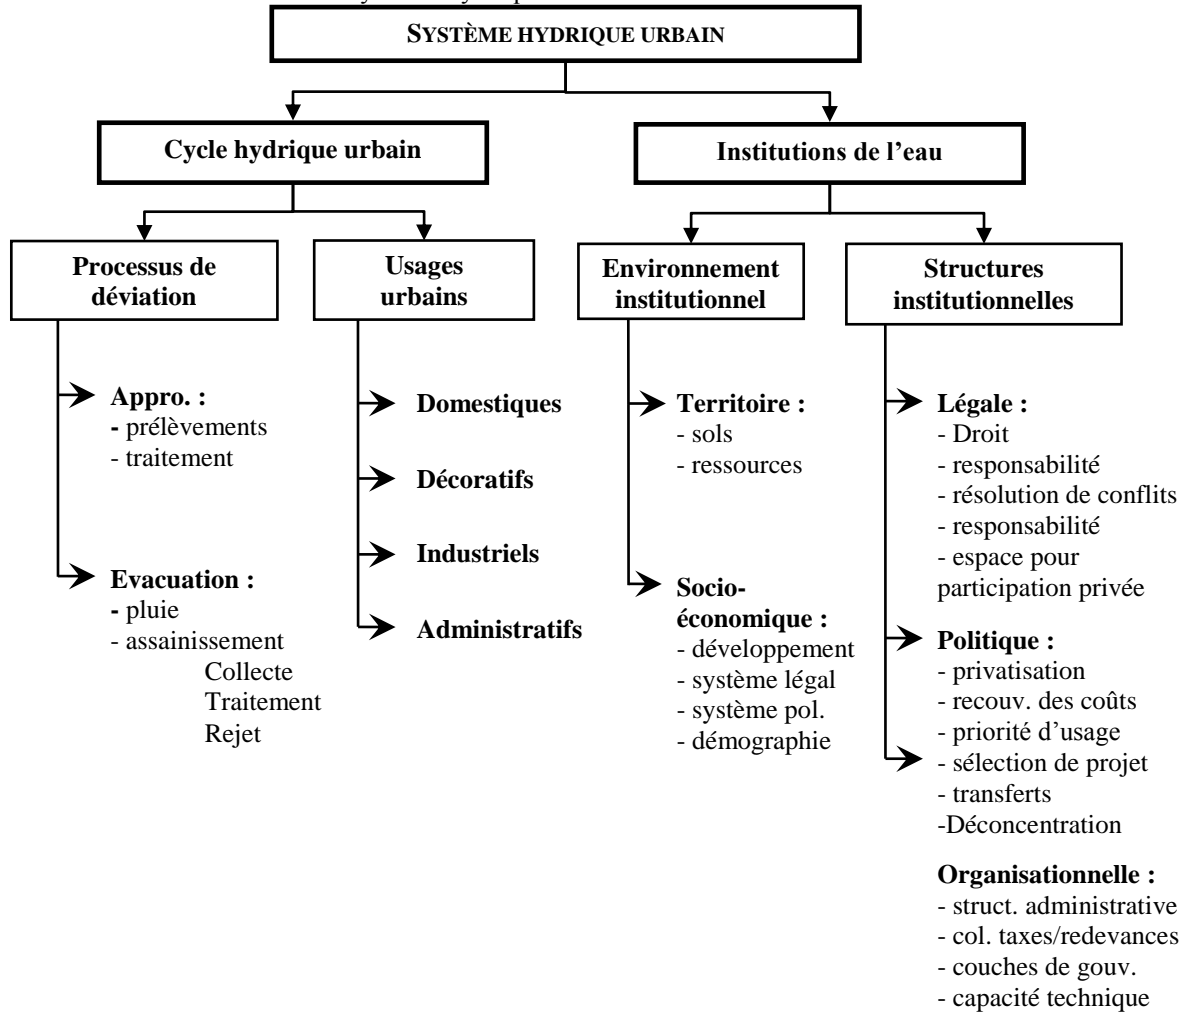 SYSTÈME HYDRIQUE URBAIN
Cycle hydrique urbain
Institutions de l’eau
Processus de
déviation
Usages
urbains
Environnement
institutionnel
Structures
institutionnelles
Appro. :
- prélèvements
- traitement
Evacuation :
- pluie
- assainissement
Collecte
Traitement
Rejet
Domestiques
Décoratifs
Industriels
Administratifs
Territoire :
- sols
- ressources
Socio-
économique :
- développement
- système légal
- système pol.
- démographie
Légale :
- Droit
- responsabilité
- résolution de conflits
- responsabilité
- espace pour
participation privée
Politique :
- privatisation
- recouv. des coûts
- priorité d’usage
- sélection de projet
- transferts
-Déconcentration
Organisationnelle :
- struct. administrative
- col. taxes/redevances
- couches de gouv.
- capacité technique